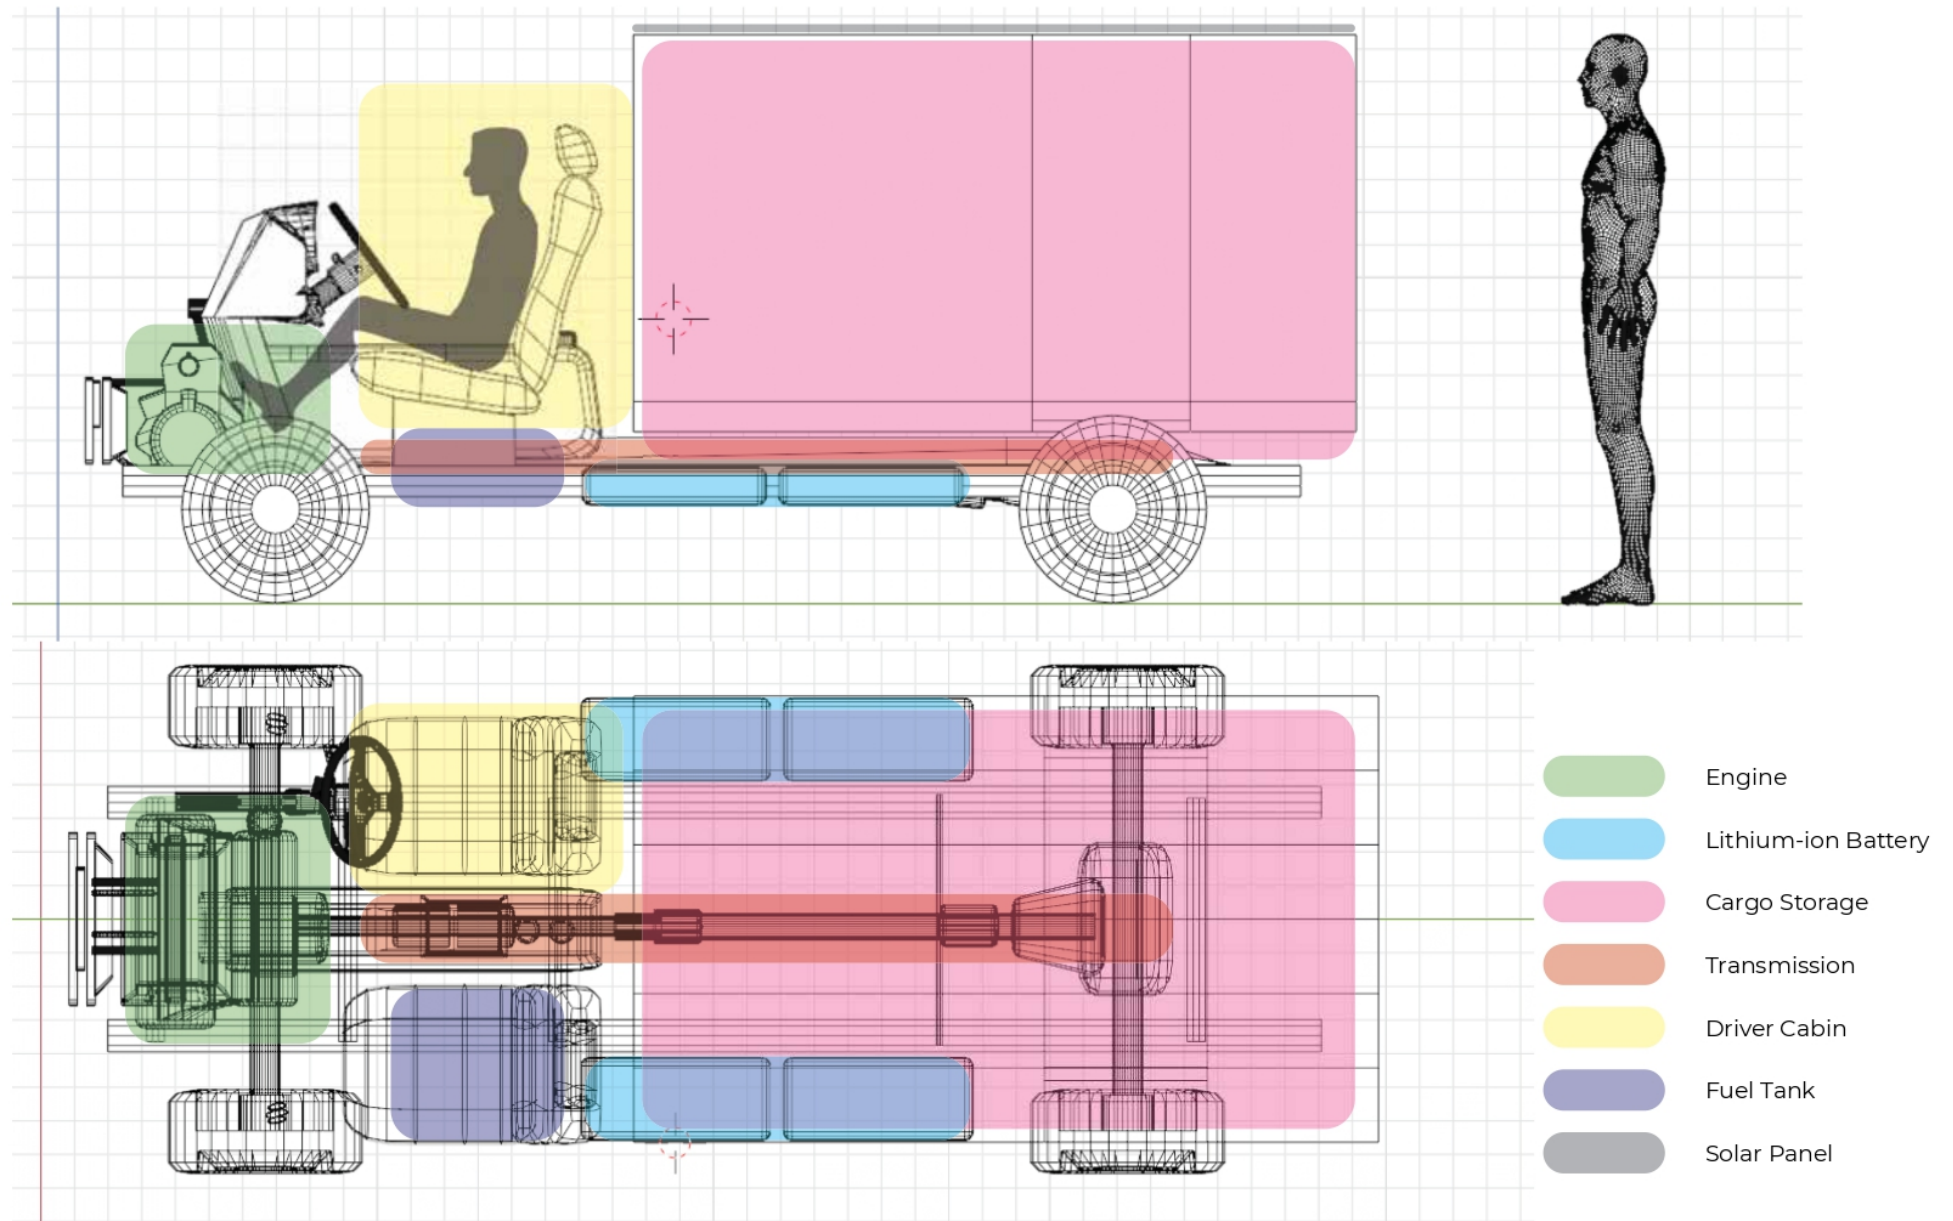 Engine
Lithium-ion Battery
Cargo Storage
Transmission
Driver Cabin
Fuel Tank
Solar Panel